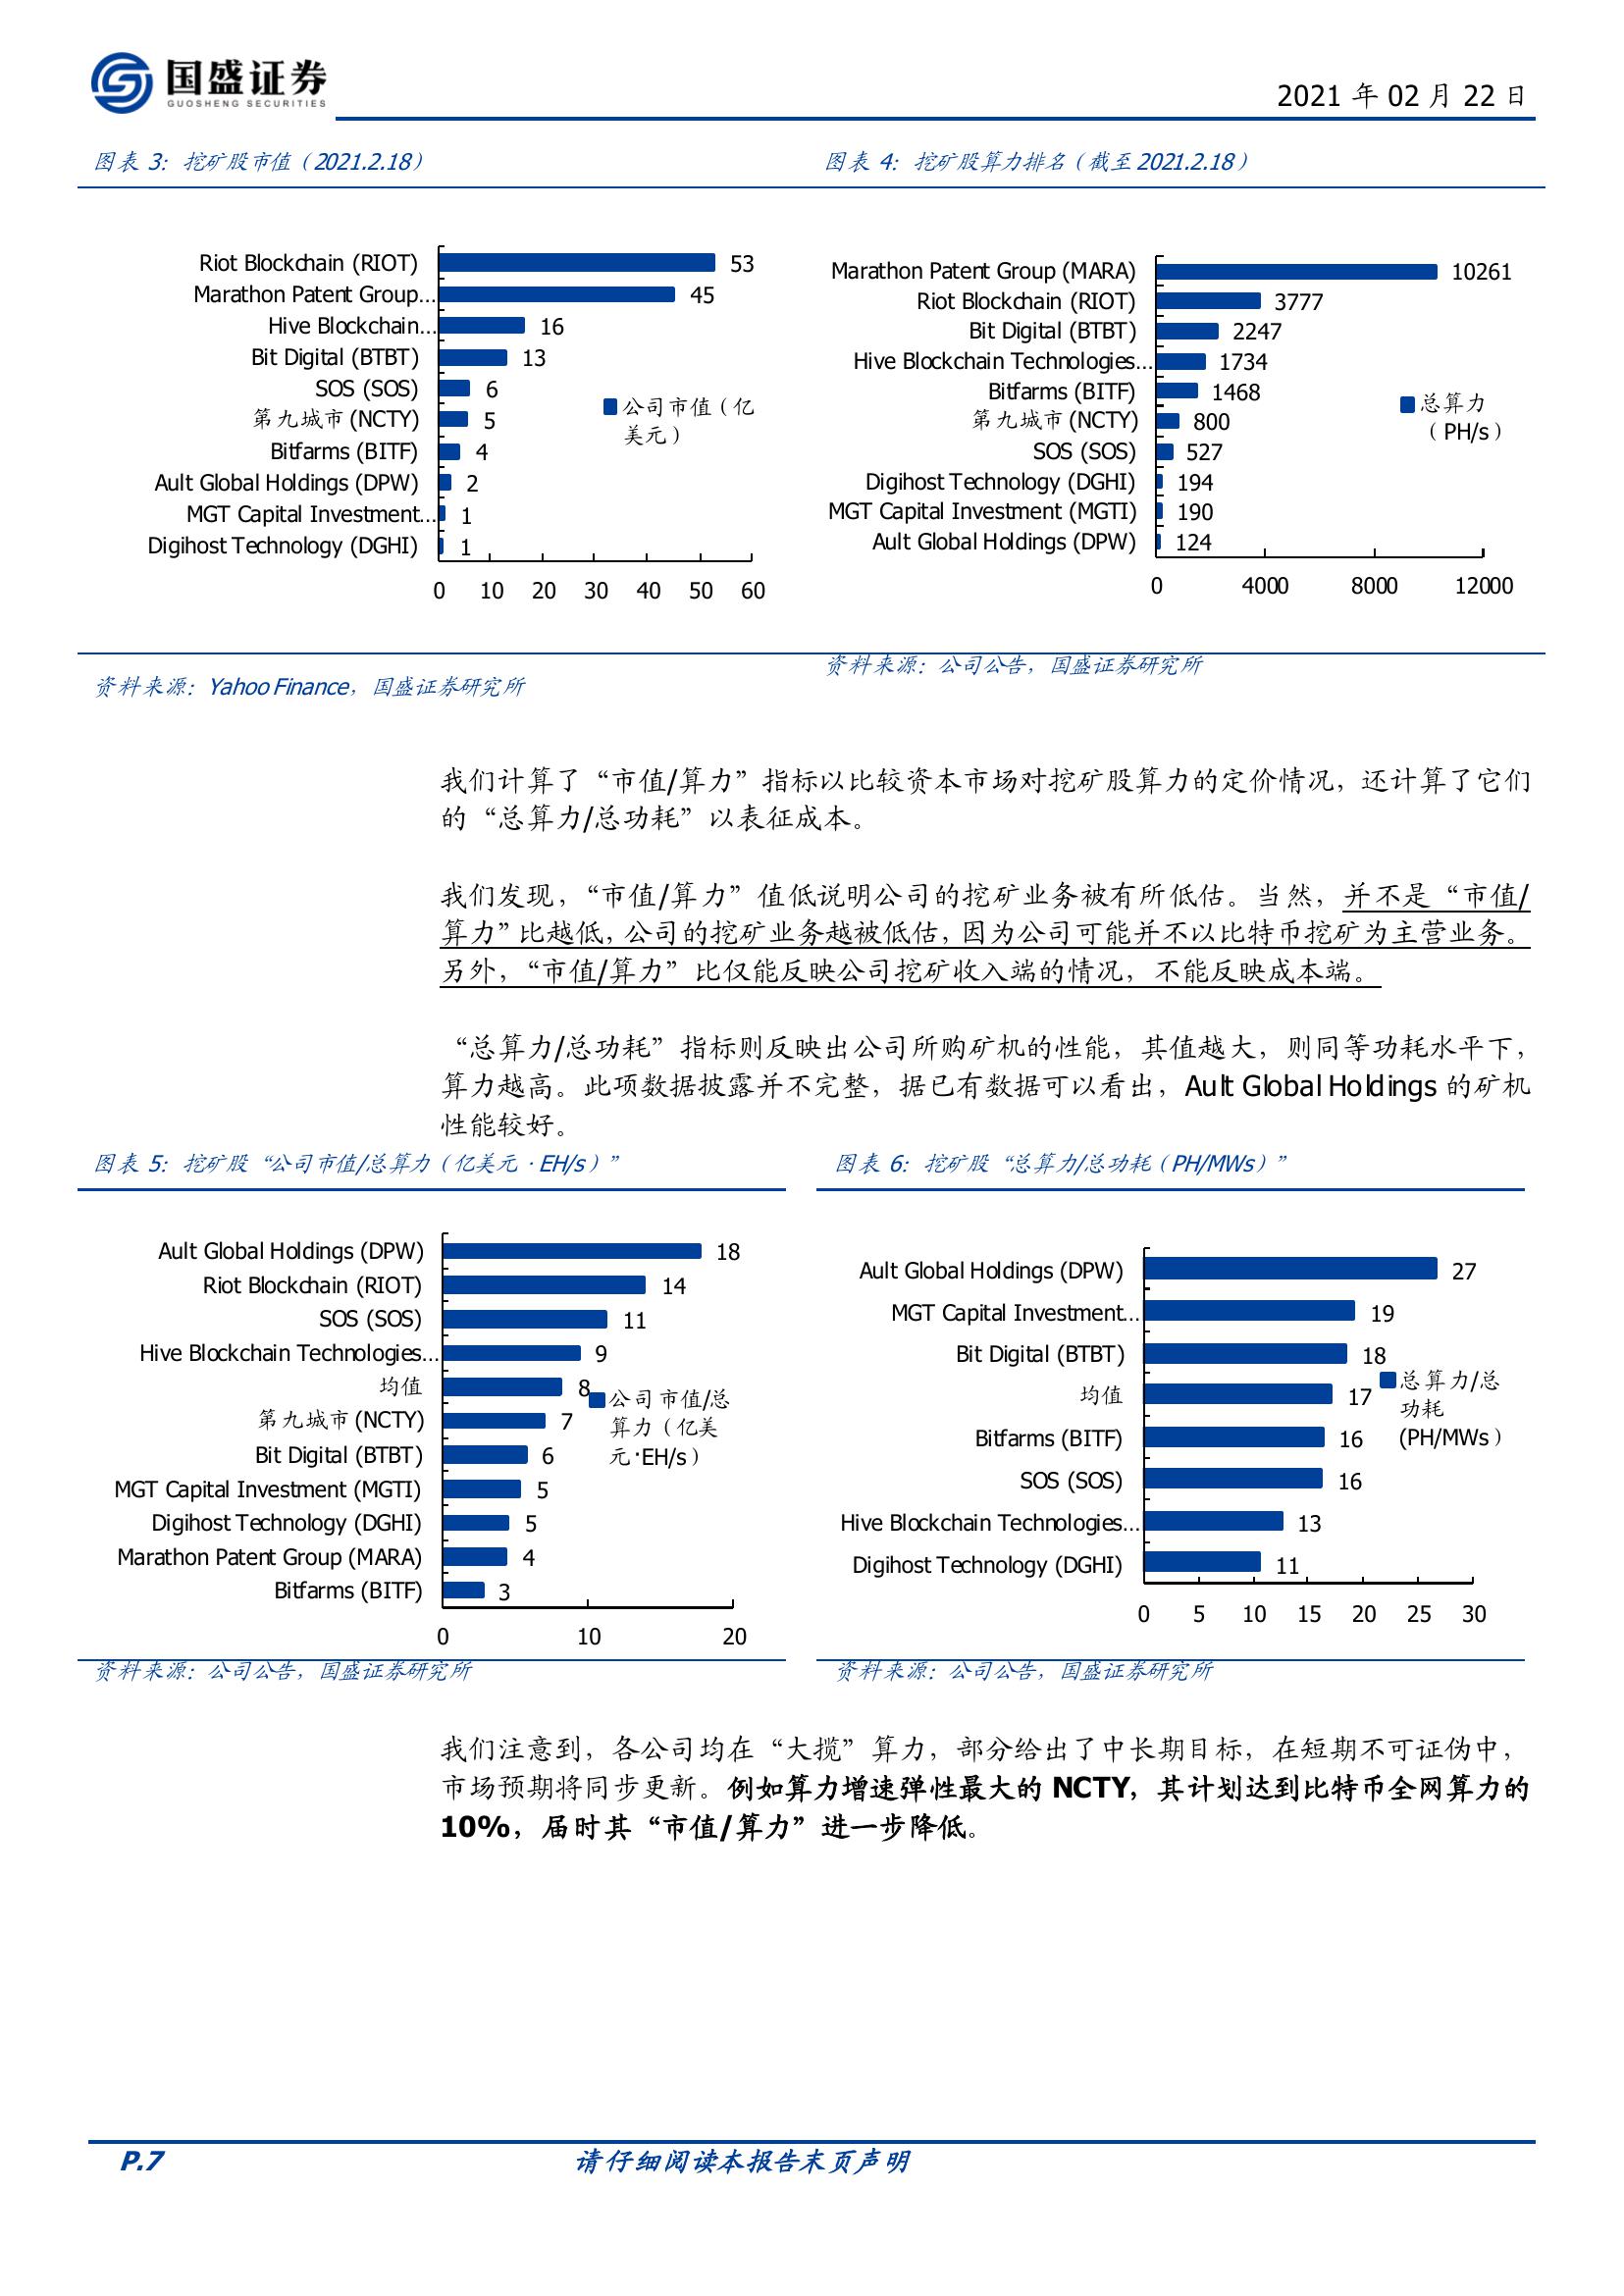 国盛证券
GUOSHENG SECURITIES
2021 年 02 月 22 日
图表 3：挖矿股市值（2021.2.18）
Riot Blockchain (RIOT) 53
Marathon Patent Group... 45
Hive Blockchain... 16
Bit Digital (BTBT) 13
SOS (SOS) 6
第九城市 (NCTY) 5
Bitfarms (BITF) 4
Ault Global Holdings (DPW) 2
MGT Capital Investment... 1
Digihost Technology (DGHI) 1
0 10 20 30 40 50 60
公司市值（亿
美元）
资料来源：Yahoo Finance，国盛证券研究所
图表 4：挖矿股算力排名（截至 2021.2.18）
Marathon Patent Group (MARA) 10261
Riot Blockchain (RIOT) 3777
Bit Digital (BTBT) 2247
Hive Blockchain Technologies... 1734
Bitfarms (BITF) 1468
第九城市 (NCTY) 800
SOS (SOS) 527
Digihost Technology (DGHI) 194
MGT Capital Investment (MGTI) 190
Ault Global Holdings (DPW) 124
0 4000 8000 12000
总算力
（PH/s）
资料来源：公司公告，国盛证券研究所
我们计算了“市值/算力”指标以比较资本市场对挖矿股算力的定价情况，还计算了它们
的“总算力/总功耗”以表征成本。
我们发现，“市值/算力”值低说明公司的挖矿业务被有所低估。当然，并不是“市值/
算力”比越低，公司的挖矿业务越被低估，因为公司可能并不以比特币挖矿为主营业务。
另外，“市值/算力”比仅能反映公司挖矿收入端的情况，不能反映成本端。
“总算力/总功耗”指标则反映出公司所购矿机的性能，其值越大，则同等功耗水平下，
算力越高。此项数据披露并不完整，据已有数据可以看出，Ault Global Holdings 的矿机
性能较好。
图表 5：挖矿股“公司市值/总算力（亿美元·EH/s）”
Ault Global Holdings (DPW) 18
Riot Blockchain (RIOT) 14
SOS (SOS) 11
Hive Blockchain Technologies... 9
均值 8
第九城市 (NCTY) 7
Bit Digital (BTBT) 6
MGT Capital Investment (MGTI) 5
Digihost Technology (DGHI) 5
Marathon Patent Group (MARA) 4
Bitfarms (BITF) 3
0 10 20
公司市值/总
算力（亿美
元·EH/s）
资料来源：公司公告，国盛证券研究所
图表 6：挖矿股“总算力/总功耗（PH/MWs）”
Ault Global Holdings (DPW) 27
MGT Capital Investment... 19
Bit Digital (BTBT) 18
均值 17
Bitfarms (BITF) 16
SOS (SOS) 16
Hive Blockchain Technologies... 13
Digihost Technology (DGHI) 11
0 5 10 15 20 25 30
总算力/总
功耗
（PH/MWs）
资料来源：公司公告，国盛证券研究所
我们注意到，各公司均在“大揽”算力，部分给出了中长期目标，在短期不可证伪中，
市场预期将同步更新。例如算力增速弹性最大的 NCTY，其计划达到比特币全网算力的
10%，届时其“市值/算力”进一步降低。
P.7
请仔细阅读本报告末页声明